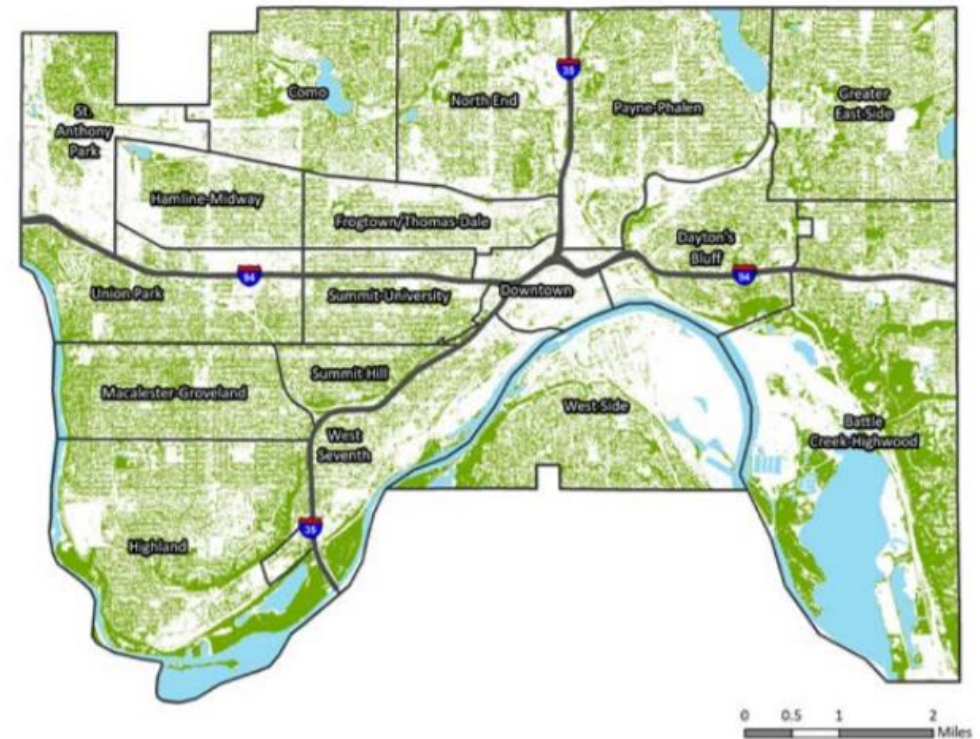 Como
North End
35
Payne-Phalen
Greater
East-Side
St.
Anthony
Park
Hamline-Midway
Frogtown/Thomas-Dale
Dayton's
Bluff
94
94
Union Park
Summit-University
Downtown
Summit Hill
Macalester-Groveland
West-Side
West
Seventh
Battle
Creek-Highwood
35
Highland
0 0.5 1 2
Miles